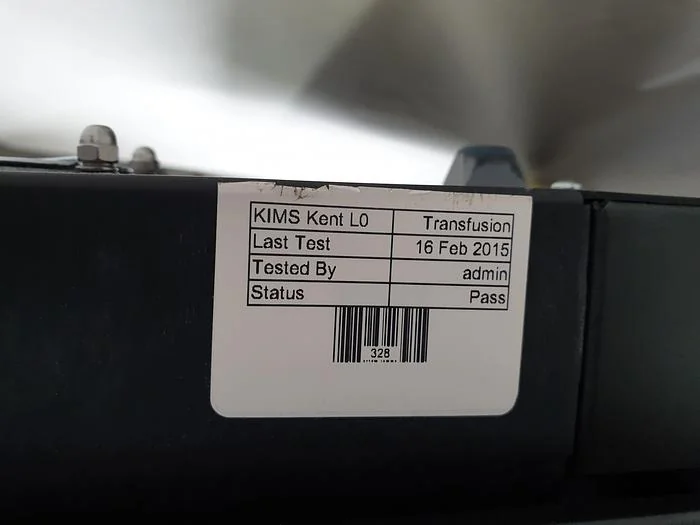 KIMS Kent L0 Transfusion
Last Test 16 Feb 2015
Tested By admin
Status Pass
328